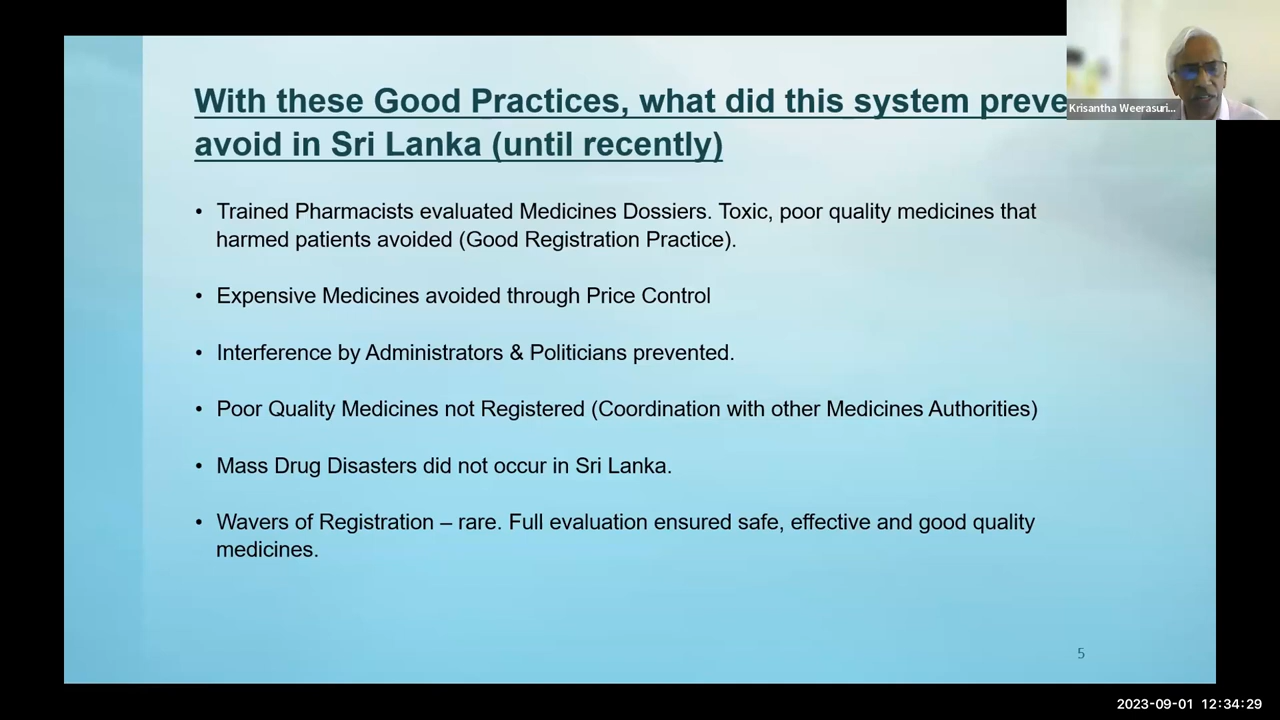 With these Good Practices, what did this system preve
avoid in Sri Lanka (until recently)
Krisantha Weerasuri...
• Trained Pharmacists evaluated Medicines Dossiers. Toxic, poor quality medicines that
harmed patients avoided (Good Registration Practice).
• Expensive Medicines avoided through Price Control
• Interference by Administrators & Politicians prevented.
• Poor Quality Medicines not Registered (Coordination with other Medicines Authorities)
• Mass Drug Disasters did not occur in Sri Lanka.
• Wavers of Registration – rare. Full evaluation ensured safe, effective and good quality
medicines.
5
2023-09-01 12:34:29